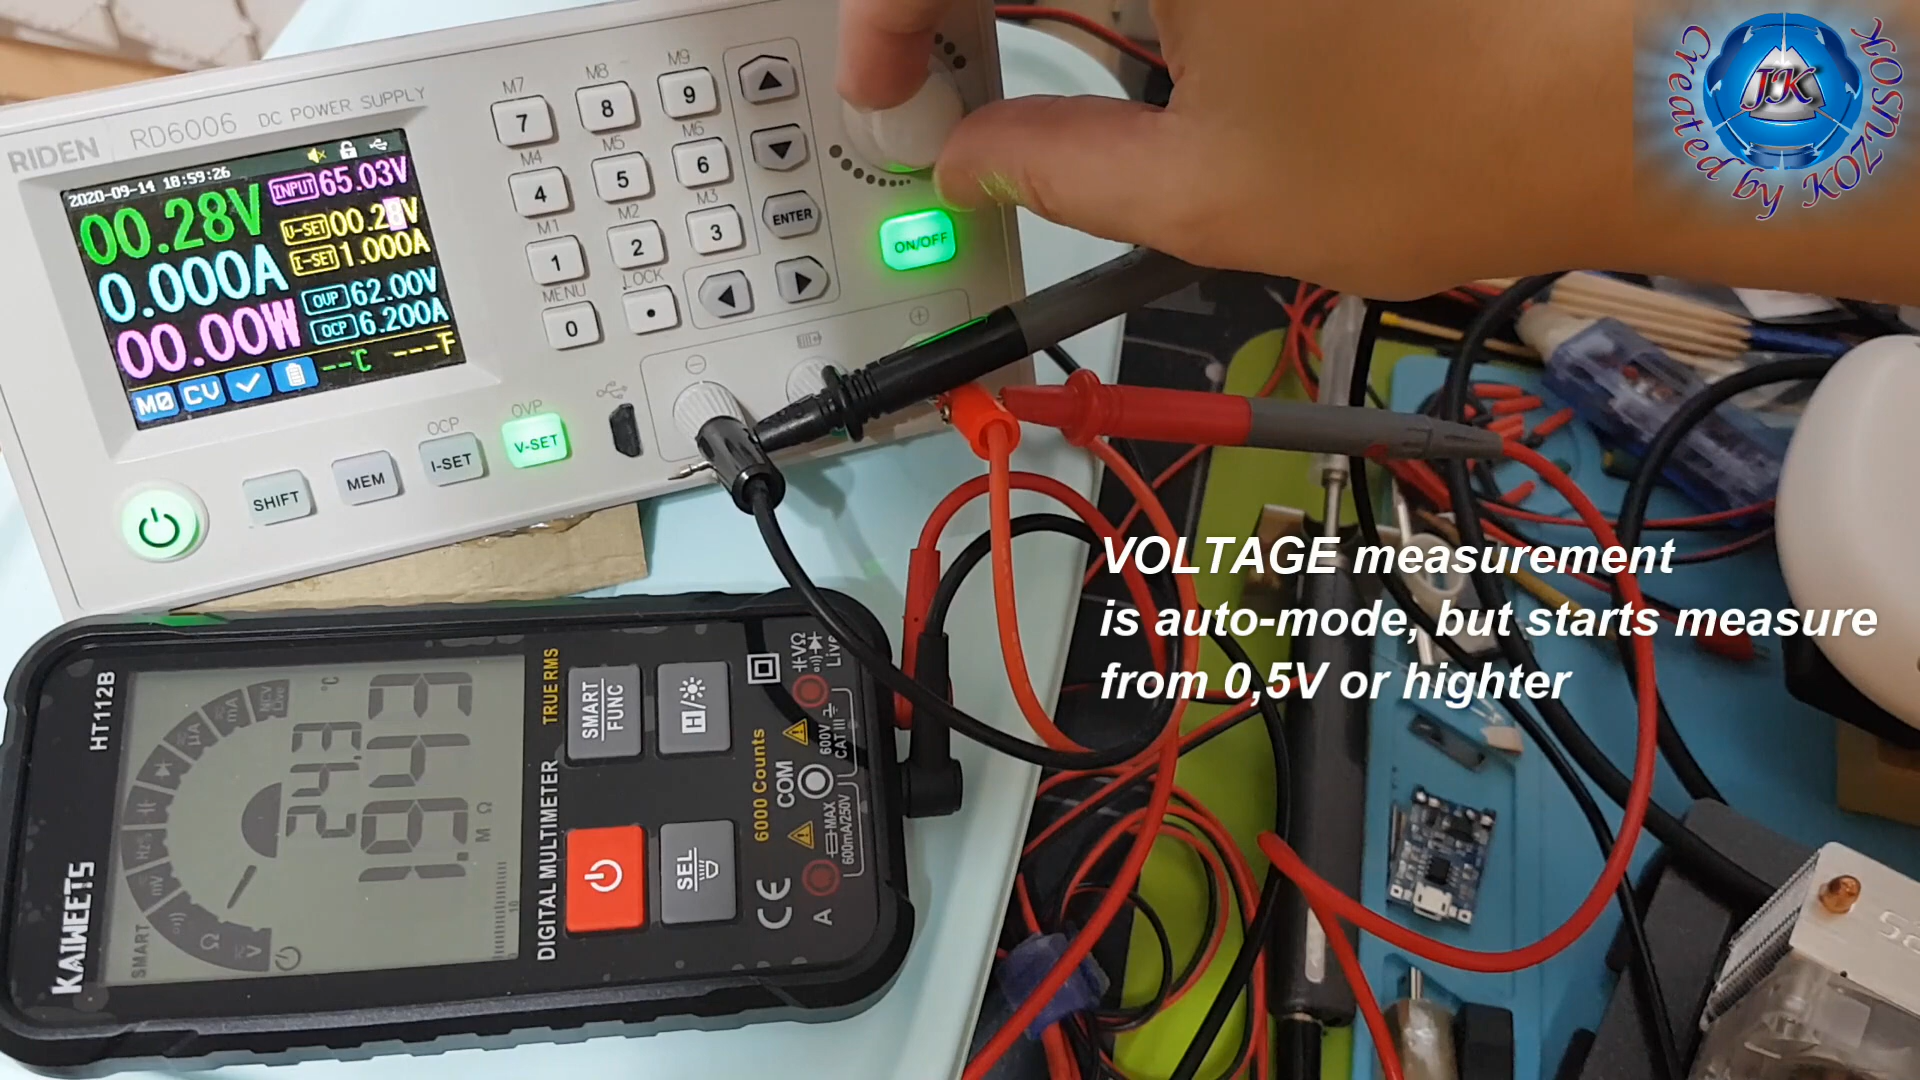 Created by KOZUSOK
JK
RIDEN RD6006 DC POWER SUPPLY
2020-09-14 18:59:26
00.28V
INPUT 65.03V
V-SET 00.28V
0.000A
I-SET 1.000A
00.00W
OVP 62.00V
OCP 6.200A
--°C ---°F
M0 CV
M7 M8 M9
7 8 9
M4 M5 M6
4 5 6
M1 M2 M3
1 2 3
MENU LOCK
0 .
ENTER
ON/OFF
OCP OVP
SHIFT MEM I-SET V-SET
VOLTAGE measurement
is auto-mode, but starts measure
from 0,5V or highter
KAIWEETS HT112B
SMART
MΩ
TRUE RMS
DIGITAL MULTIMETER
SMART
FUNC
H
SEL
6000 Counts
COM
600V
CAT III
MAX
600mA/250V
Live
VΩ
CE
A